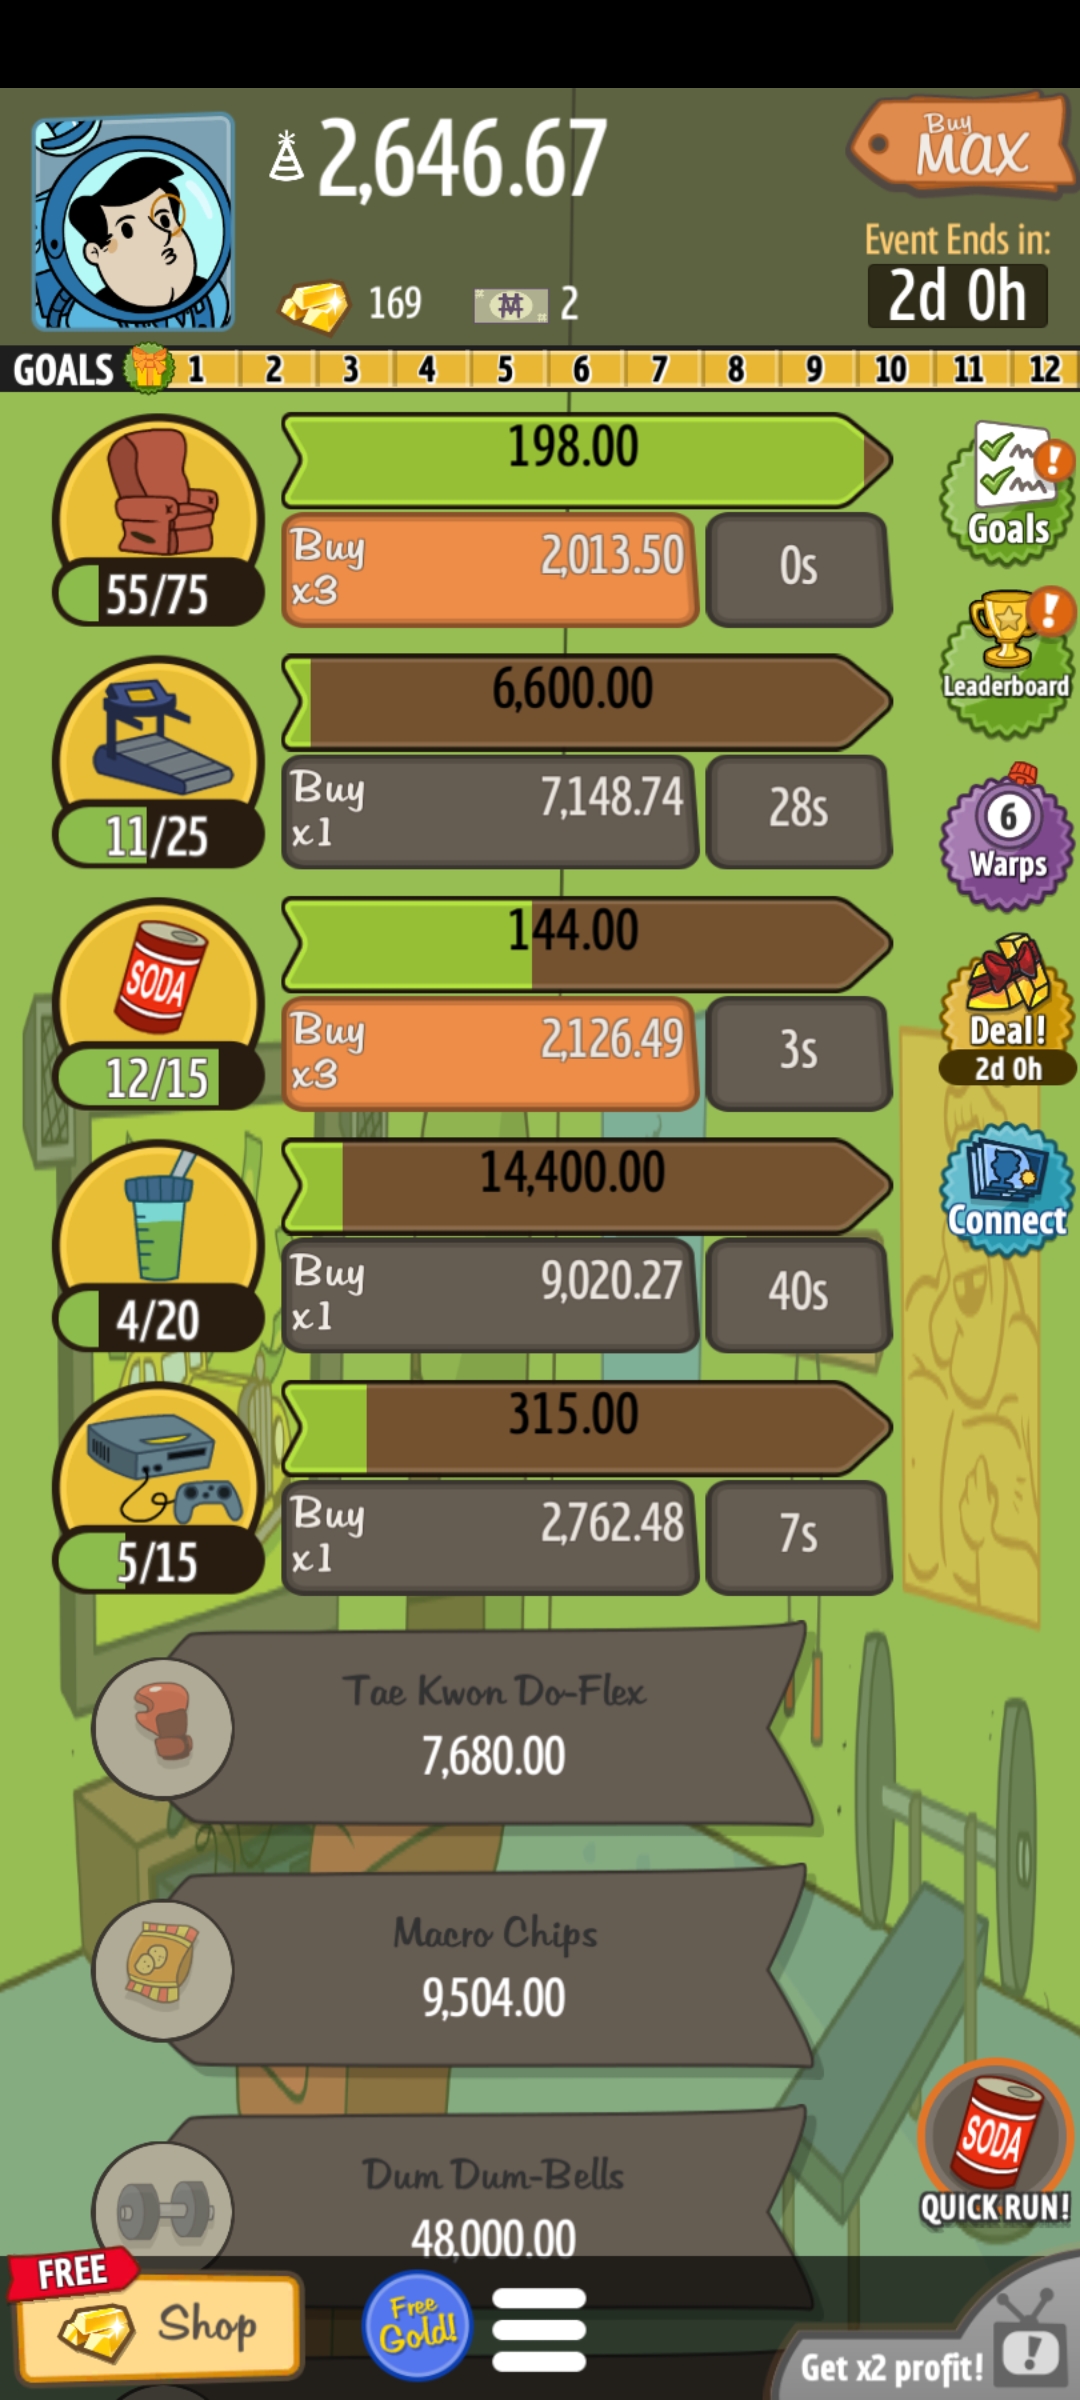 2,646.67
Buy
MAX
Event Ends in:
169
2
2d 0h
GOALS 1 2 3 4 5 6 7 8 9 10 11 12
198.00
Buy
x3
2,013.50
0s
55/75
Goals
6,600.00
Buy
x1
7,148.74
28s
11/25
Leaderboard
144.00
SODA
Buy
x3
2,126.49
3s
12/15
6
Warps
14,400.00
Buy
x1
9,020.27
40s
4/20
Deal!
2d 0h
315.00
Buy
x1
2,762.48
7s
5/15
Connect
Tae Kwon Do-Flex
7,680.00
Macro Chips
9,504.00
Dum Dum-Bells
48,000.00
SODA
QUICK RUN!
FREE
Shop
Free
Gold!
Get x2 profit!